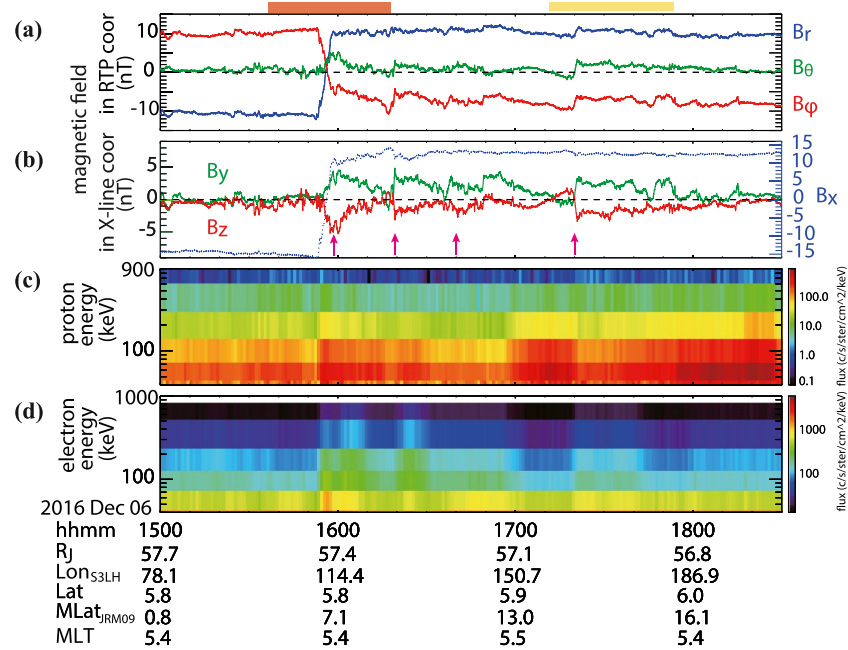 (a)
magnetic field
in RTP coor
(nT)
10
0
-10
Br
Bθ
Bφ
(b)
in X-line coor
(nT)
5
0
-5
By
Bz
15
10
5
0
-5
-10
-15
Bx
(c)
proton
energy
(keV)
900
100
100.0
10.0
1.0
0.1
flux (c/s/ster/cm^2/keV)
(d)
electron
energy
(keV)
1000
100
1000
100
flux (c/s/ster/cm^2/keV)
2016 Dec 06
hhmm 1500 1600 1700 1800
RJ 57.7 57.4 57.1 56.8
LonS3LH 78.1 114.4 150.7 186.9
Lat 5.8 5.8 5.9 6.0
MLatJRM09 0.8 7.1 13.0 16.1
MLT 5.4 5.4 5.5 5.4